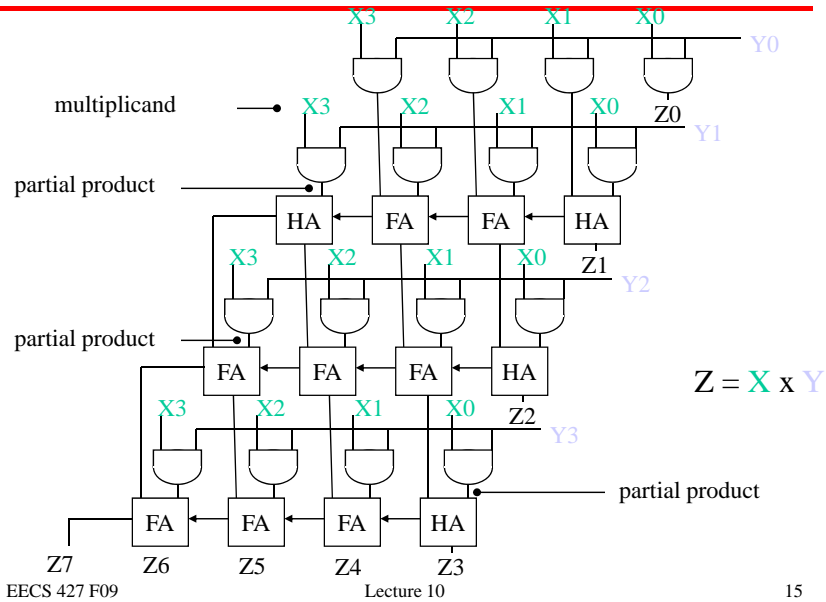 X3 X2 X1 X0
Y0
multiplicand
X3 X2 X1 X0 Z0
Y1
partial product
HA FA FA HA
X3 X2 X1 X0 Z1
Y2
partial product
FA FA FA HA
Z = X x Y
X3 X2 X1 X0 Z2
Y3
partial product
FA FA FA HA
Z7 Z6 Z5 Z4 Z3
EECS 427 F09 Lecture 10 15